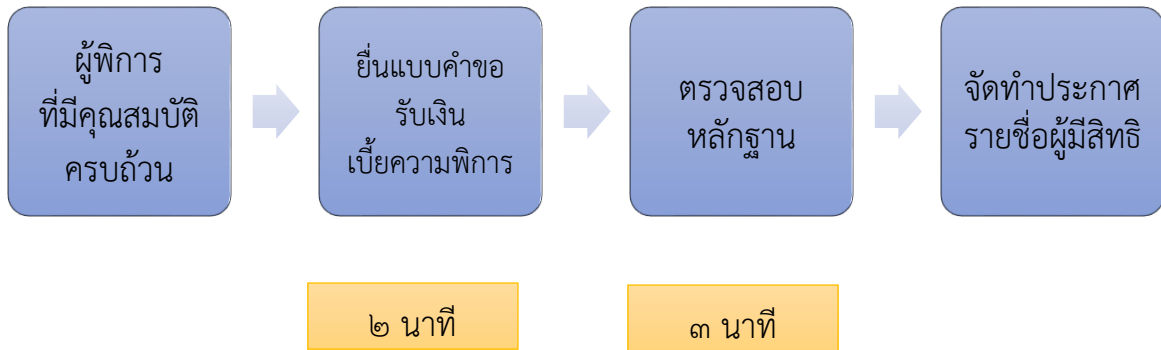 ผู้พิการ
ที่มีคุณสมบัติ
ครบถ้วน
ยื่นแบบคำขอ
รับเงิน
เบี้ยความพิการ
ตรวจสอบ
หลักฐาน
จัดทำประกาศ
รายชื่อผู้มีสิทธิ
๒ นาที
๓ นาที